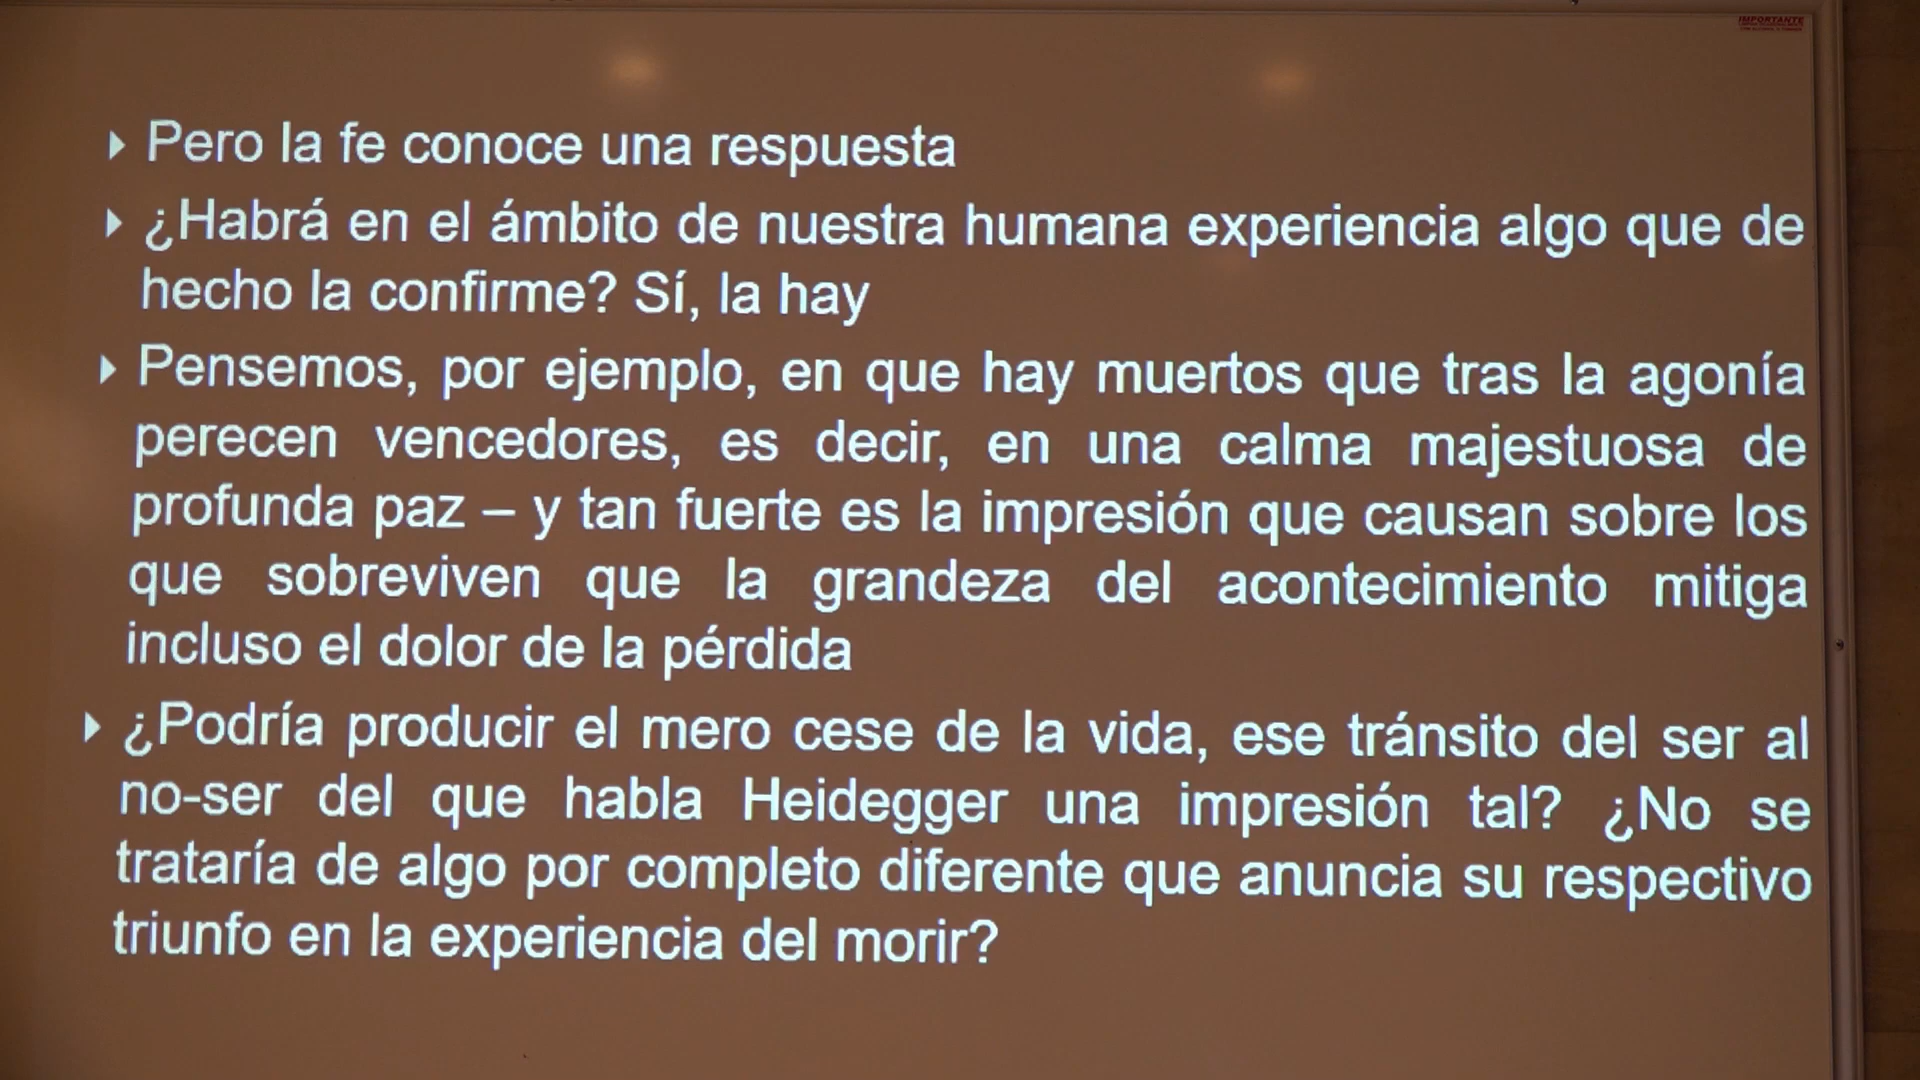 IMPORTANTE
Pero la fe conoce una respuesta
¿Habrá en el ámbito de nuestra humana experiencia algo que de
hecho la confirme? Sí, la hay
Pensemos, por ejemplo, en que hay muertos que tras la agonía
perecen vencedores, es decir, en una calma majestuosa de
profunda paz – y tan fuerte es la impresión que causan sobre los
que sobreviven que la grandeza del acontecimiento mitiga
incluso el dolor de la pérdida
¿Podría producir el mero cese de la vida, ese tránsito del ser al
no-ser del que habla Heidegger una impresión tal? ¿No se
trataría de algo por completo diferente que anuncia su respectivo
triunfo en la experiencia del morir?